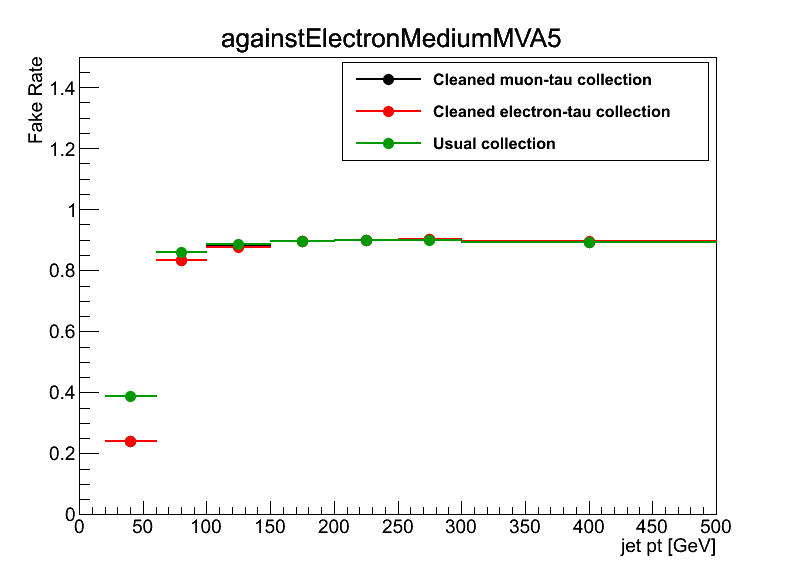 againstElectronMediumMVA5
Fake Rate
Cleaned muon-tau collection
Cleaned electron-tau collection
Usual collection
1.4
1.2
1
0.8
0.6
0.4
0.2
0
0 50 100 150 200 250 300 350 400 450 500
jet pt [GeV]